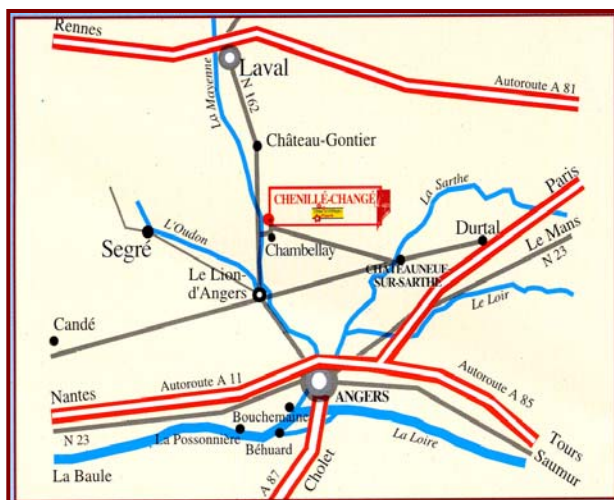 Rennes
Laval
Autoroute A 81
La Mayenne
N 162
Château-Gontier
CHENILLÉ-CHANGÉ
La Sarthe
Paris
Durtal
Le Mans
N 23
L'Oudon
Segré
Chambellay
CHÂTEAUNEUF-
SUR-SARTHE
Le Lion-
d'Angers
Le Loir
Candé
Nantes
Autoroute A 11
ANGERS
Autoroute A 85
N 23
Bouchemaine
La Possonnière
Béhuard
La Loire
Tours
Saumur
La Baule
A 87
Cholet